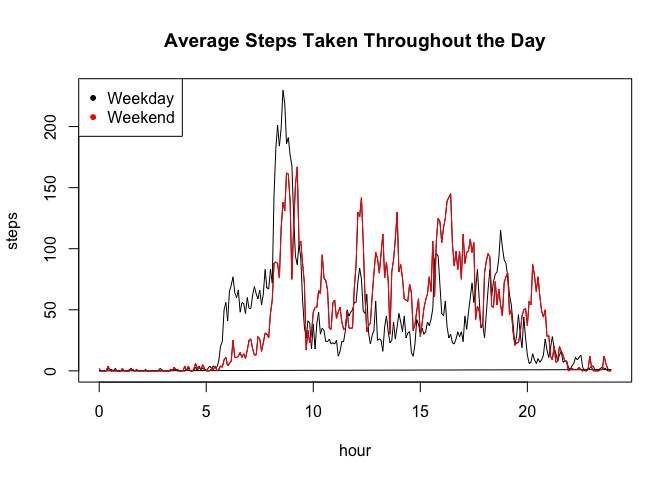 Average Steps Taken Throughout the Day
Weekday
Weekend
200
150
100
50
0
steps
0 5 10 15 20
hour